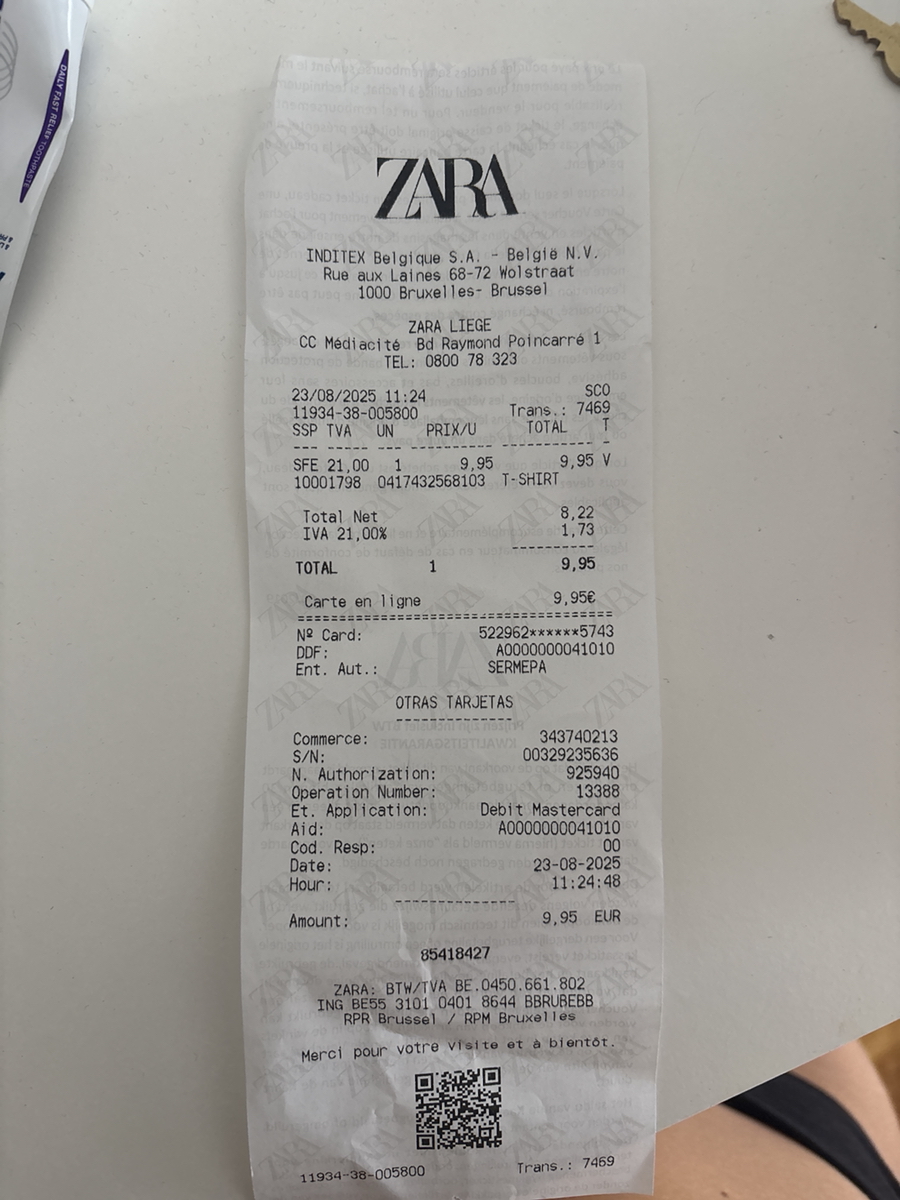 DAILY FAST RELIEF TOOTHPASTE
ZARA
INDITEX Belgique S.A. - België N.V.
Rue aux Laines 68-72 Wolstraat
1000 Bruxelles- Brussel
ZARA LIEGE
CC Médiacité Bd Raymond Poincarré 1
TEL: 0800 78 323
23/08/2025 11:24 SCO
11934-38-005800 Trans.: 7469
SSP TVA UN PRIX/U TOTAL T
--- ---- --- ---------- ----------- -
SFE 21,00 1 9,95 9,95 V
10001798 0417432568103 T-SHIRT
Total Net 8,22
IVA 21,00% 1,73
----------
TOTAL 1 9,95
Carte en ligne 9,95€
======================================
Nº Card: 522962******5743
DDF: A0000000041010
Ent. Aut.: SERMEPA
OTRAS TARJETAS
--------------
Commerce: 343740213
S/N: 00329235636
N. Authorization: 925940
Operation Number: 13388
Et. Application: Debit Mastercard
Aid: A0000000041010
Cod. Resp: 00
Date: 23-08-2025
Hour: 11:24:48
--------------
Amount: 9,95 EUR
85418427
ZARA: BTW/TVA BE.0450.661.802
ING BE55 3101 0401 8644 BBRUBEBB
RPR Brussel / RPM Bruxelles
Merci pour votre visite et à bientôt.
11934-38-005800 Trans.: 7469